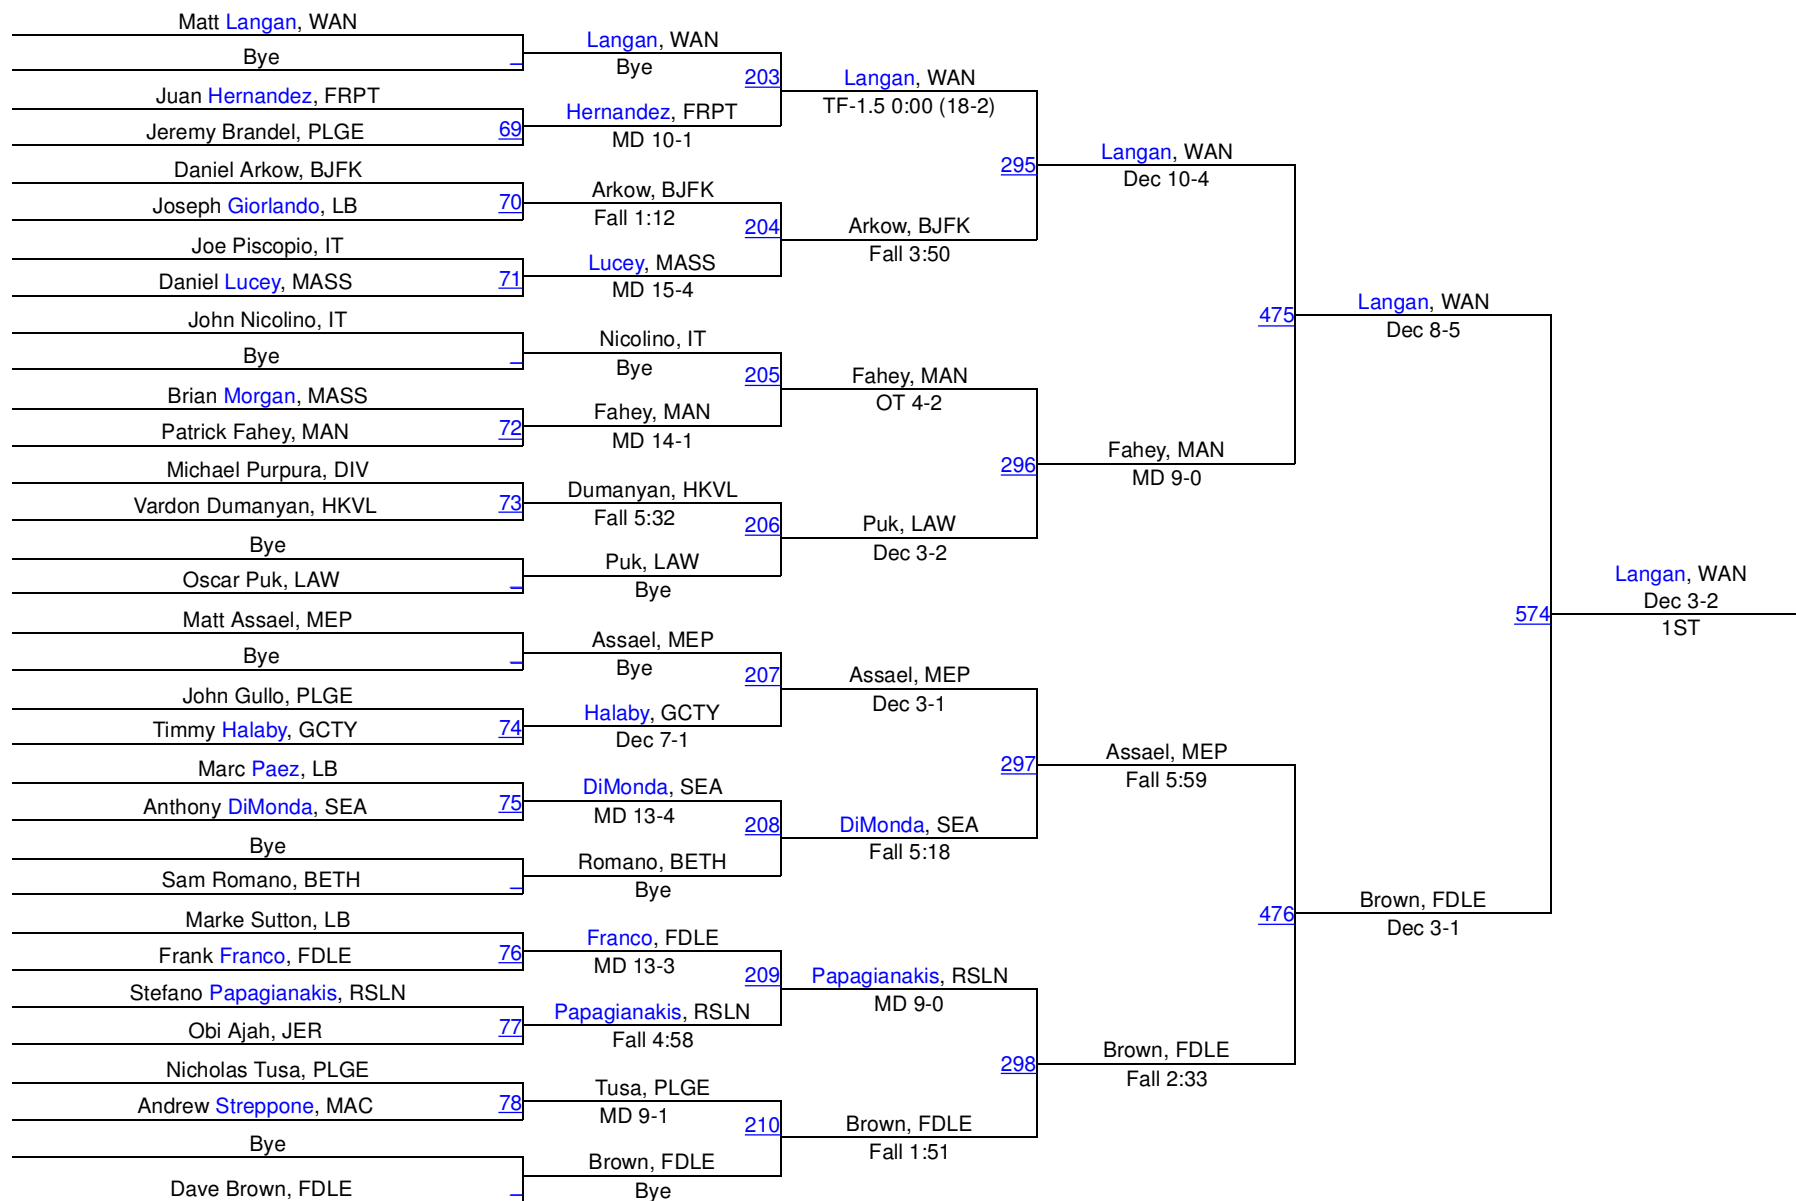 Matt Langan, WAN
Bye
Juan Hernandez, FRPT
Jeremy Brandel, PLGE
69
Daniel Arkow, BJFK
Joseph Giorlando, LB
70
Joe Piscopio, IT
Daniel Lucey, MASS
71
John Nicolino, IT
Bye
Brian Morgan, MASS
Patrick Fahey, MAN
72
Michael Purpura, DIV
Vardon Dumanyan, HKVL
73
Bye
Oscar Puk, LAW
Matt Assael, MEP
Bye
John Gullo, PLGE
Timmy Halaby, GCTY
74
Marc Paez, LB
Anthony DiMonda, SEA
75
Bye
Sam Romano, BETH
Marke Sutton, LB
Frank Franco, FDLE
76
Stefano Papagianakis, RSLN
Obi Ajah, JER
77
Nicholas Tusa, PLGE
Andrew Streppone, MAC
78
Bye
Dave Brown, FDLE
Langan, WAN
Bye
203
Hernandez, FRPT
MD 10-1
Arkow, BJFK
Fall 1:12
204
Lucey, MASS
MD 15-4
Nicolino, IT
Bye
205
Fahey, MAN
MD 14-1
Dumanyan, HKVL
Fall 5:32
206
Puk, LAW
Bye
Assael, MEP
Bye
207
Halaby, GCTY
Dec 7-1
DiMonda, SEA
MD 13-4
208
Romano, BETH
Bye
Franco, FDLE
MD 13-3
209
Papagianakis, RSLN
Fall 4:58
Tusa, PLGE
MD 9-1
210
Brown, FDLE
Bye
Langan, WAN
TF-1.5 0:00 (18-2)
295
Arkow, BJFK
Fall 3:50
Fahey, MAN
OT 4-2
296
Puk, LAW
Dec 3-2
Assael, MEP
Dec 3-1
297
DiMonda, SEA
Fall 5:18
Papagianakis, RSLN
MD 9-0
298
Brown, FDLE
Fall 1:51
Langan, WAN
Dec 10-4
475
Fahey, MAN
MD 9-0
Assael, MEP
Fall 5:59
476
Brown, FDLE
Fall 2:33
Langan, WAN
Dec 8-5
574
Brown, FDLE
Dec 3-1
Langan, WAN
Dec 3-2
1ST